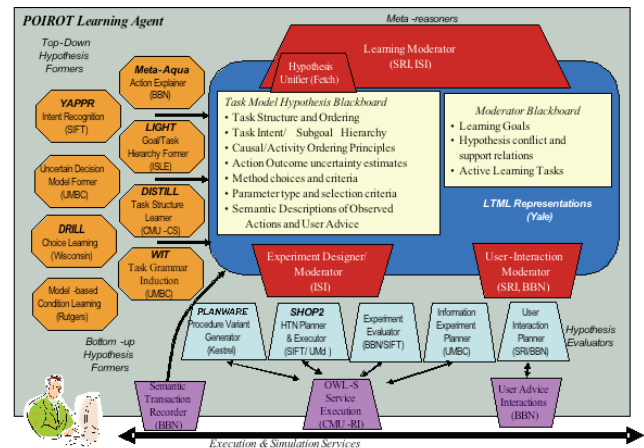 POIROT Learning Agent
Meta-reasoners
Top-Down
Hypothesis
Formers
Meta-Aqua
Action Explainer
(BBN)
Learning Moderator
(SRI, ISI)
Hypothesis
Unifier (Fetch)
YAPPR
Intent Recognition
(SIFT)
LIGHT
Goal/Task
Hierarchy Former
(ISLE)
Uncertain Decision
Model Former
(UMBC)
DISTILL
Task Structure
Learner
(CMU -CS)
DRILL
Choice Learning
(Wisconsin)
WIT
Task Grammar
Induction
(UMBC)
Model -based
Condition Learning
(Rutgers)
Bottom -up
Hypothesis
Formers
Task Model Hypothesis Blackboard
• Task Structure and Ordering
• Task Intent/ Subgoal Hierarchy
• Causal/Activity Ordering Principles
• Action Outcome uncertainty estimates
• Method choices and criteria
• Parameter type and selection criteria
• Semantic Descriptions of Observed
Actions and User Advice
Moderator Blackboard
• Learning Goals
• Hypothesis conflict and
support relations
• Active Learning Tasks
LTML Representations
(Yale)
Experiment Designer/
Moderator
(ISI)
User-Interaction
Moderator
(SRI, BBN)
PLANWARE
Procedure Variant
Generator
(Kestrel)
SHOP2
HTN Planner
& Executor
(SIFT/ UMd )
Experiment
Evaluator
(BBN/SIFT)
Information
Experiment
Planner
(UMBC)
User
Interaction
Planner
(SRI/BBN)
Hypothesis
Evaluators
Semantic
Transaction
Recorder
(BBN)
OWL-S
Service
Execution
(CMU -RI)
User Advice
Interactions
(BBN)
Execution & Simulation Services